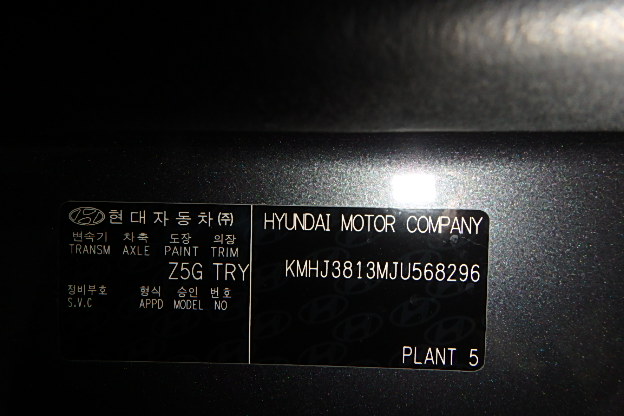 현대자동차(주)
변속기 차축 도장 의장
TRANSM AXLE PAINT TRIM
Z5G TRY
장비부호 형식 승인 번호
S.V.C APPD MODEL NO
HYUNDAI MOTOR COMPANY
KMHJ3813MJU568296
PLANT 5